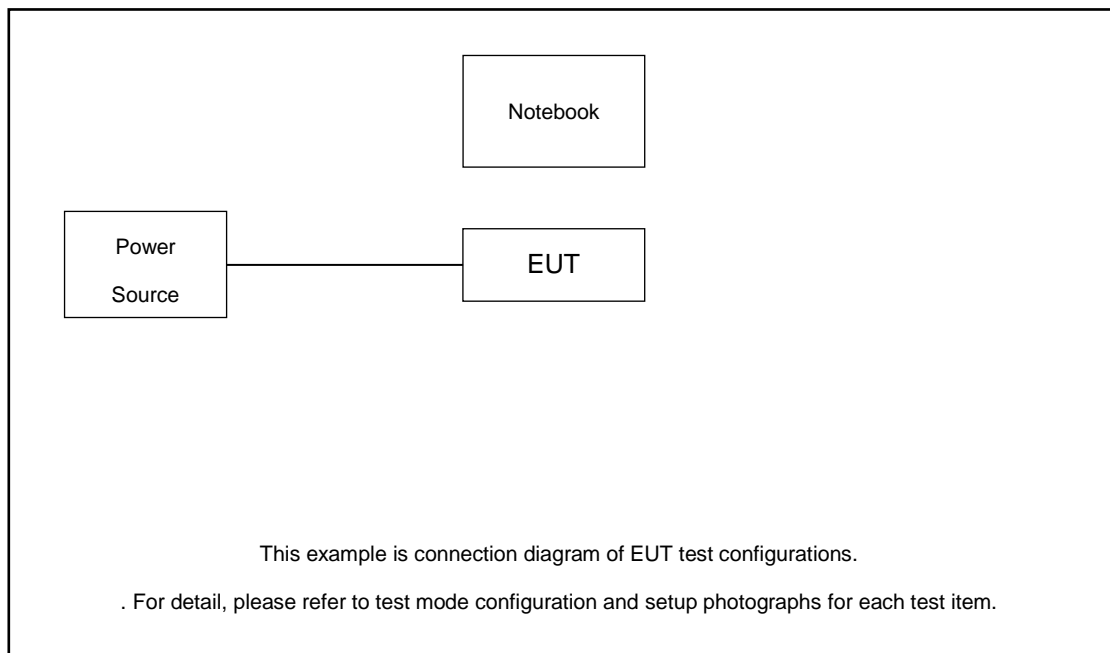 Notebook
Power
Source
EUT
This example is connection diagram of EUT test configurations.
. For detail, please refer to test mode configuration and setup photographs for each test item.